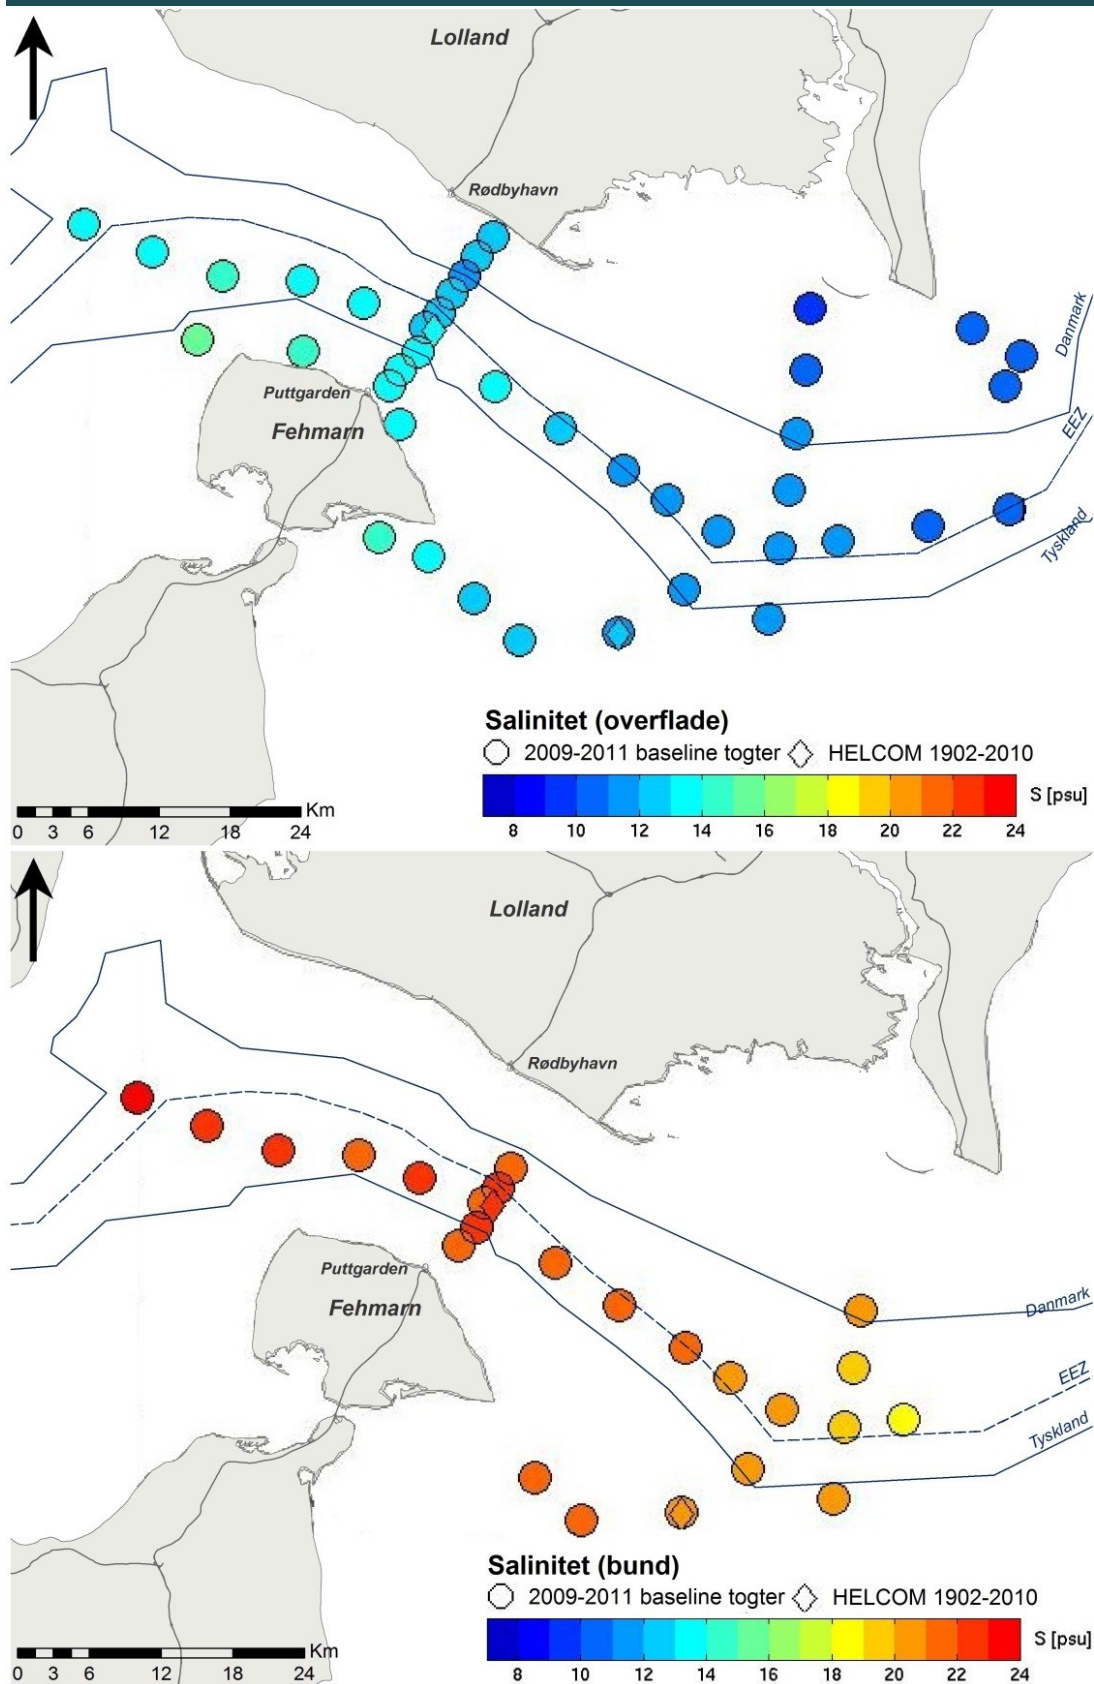 Lolland
Rødbyhavn
Danmark
Puttgarden
EEZ
Fehmarn
Tyskland
Salinitet (overflade)
2009-2011 baseline togter HELCOM 1902-2010
S [psu]
Km
0 3 6 12 18 24
8 10 12 14 16 18 20 22 24
Lolland
Rødbyhavn
Puttgarden
Danmark
Fehmarn
EEZ
Tyskland
Salinitet (bund)
2009-2011 baseline togter HELCOM 1902-2010
S [psu]
Km
0 3 6 12 18 24
8 10 12 14 16 18 20 22 24